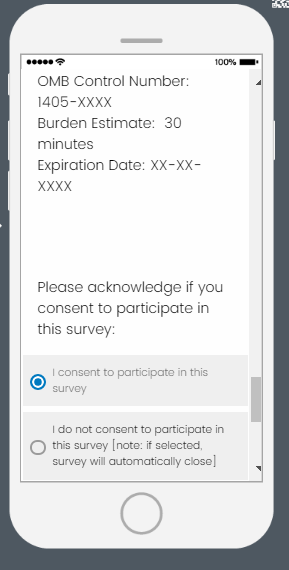 100%
OMB Control Number:
1405-XXXX
Burden Estimate:  30
minutes
Expiration Date: XX-XX-
XXXX
Please acknowledge if you
consent to participate in
this survey:
I consent to participate in this
survey
I do not consent to participate in
this survey [note: if selected,
survey will automatically close]